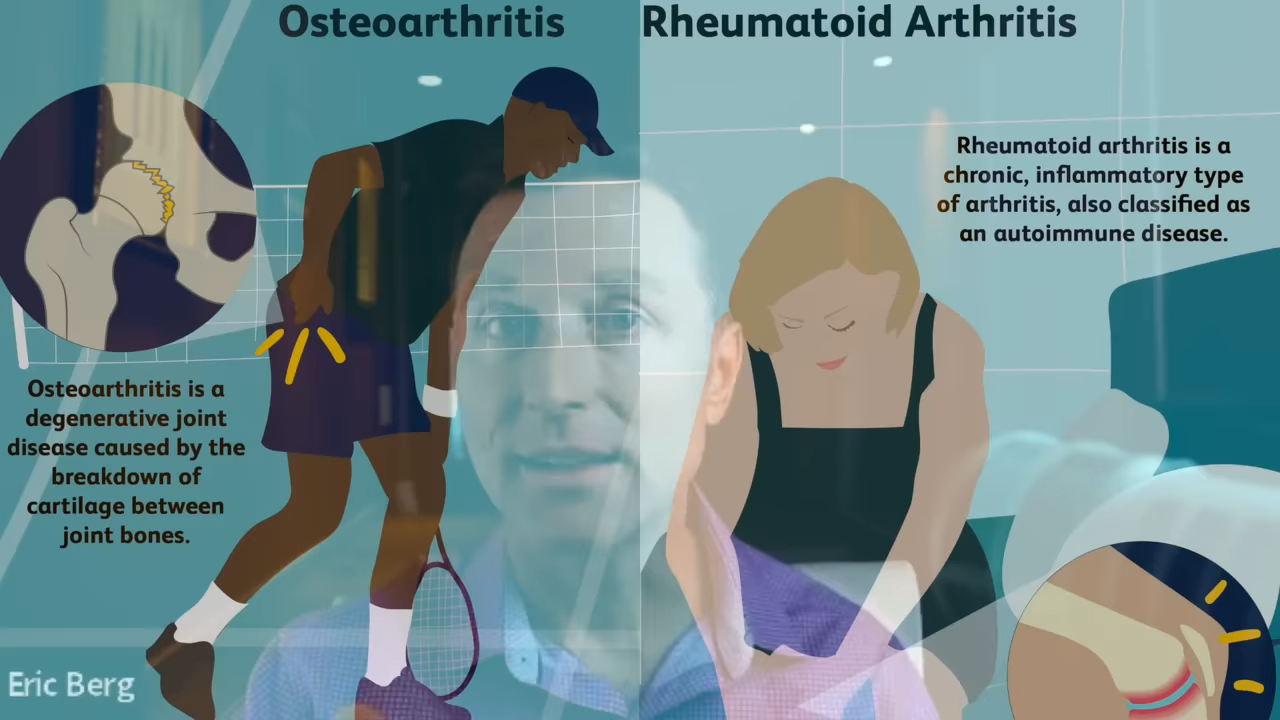 Osteoarthritis
Rheumatoid Arthritis
Rheumatoid arthritis is a
chronic, inflammatory type
of arthritis, also classified as
an autoimmune disease.
Osteoarthritis is a
degenerative joint
disease caused by the
breakdown of
cartilage between
joint bones.
Eric Berg